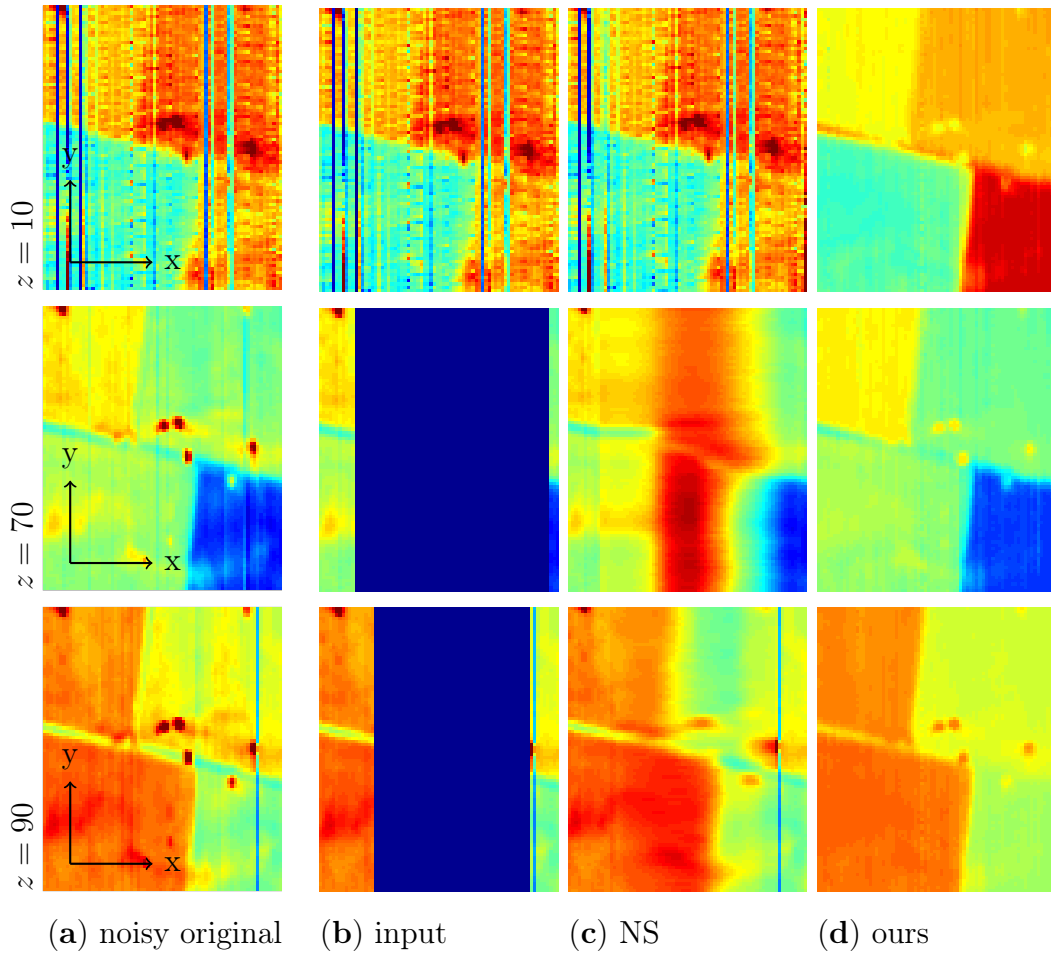 z = 10
y
x
z = 70
y
x
z = 90
y
x
(a) noisy original (b) input (c) NS (d) ours